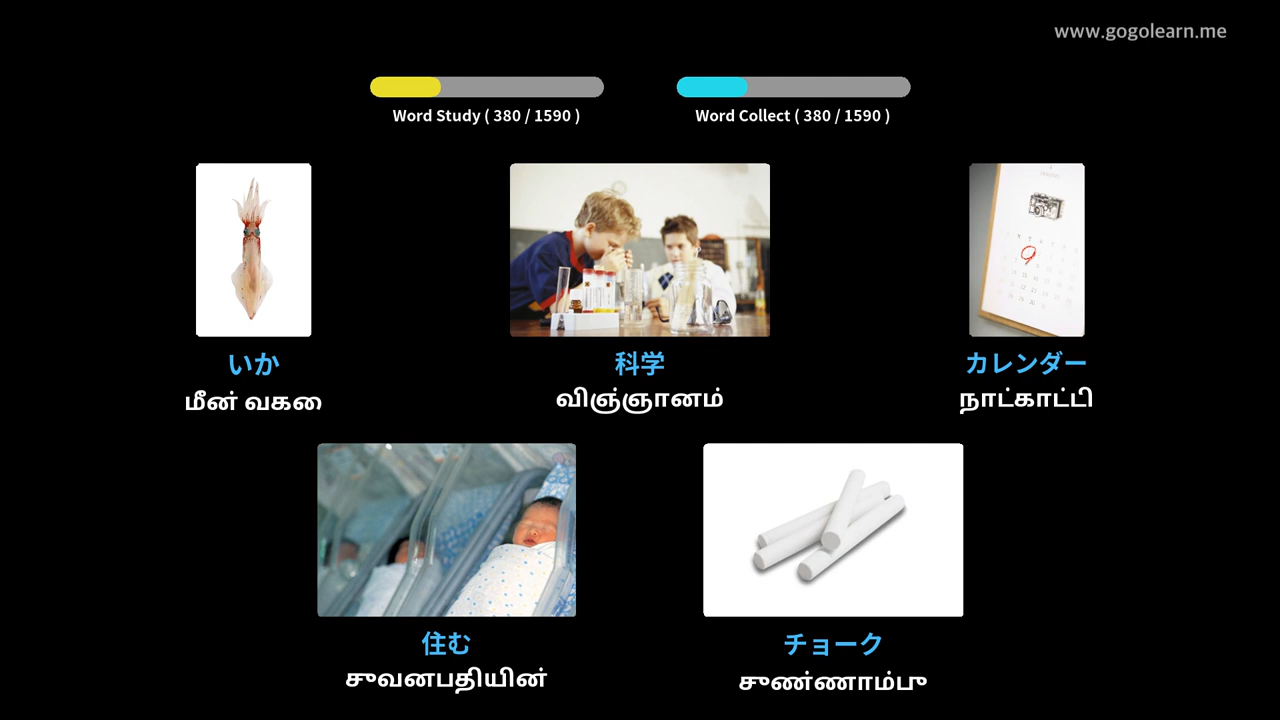 www.gogolearn.me
Word Study ( 380 / 1590 )
Word Collect ( 380 / 1590 )
いか
மீன் வகை
科学
விஞ்ஞானம்
カレンダー
நாட்காட்டி
住む
சுவனபதியின்
チョーク
சுண்ணாம்பு